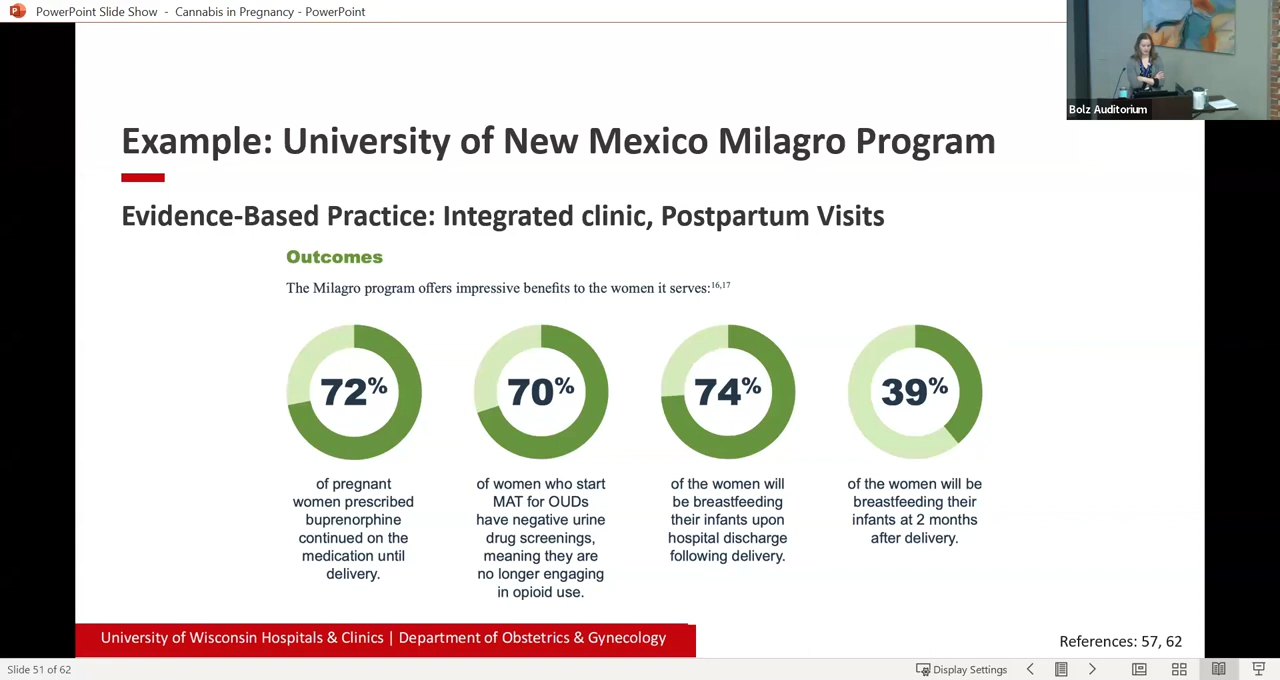 PowerPoint Slide Show - Cannabis in Pregnancy - PowerPoint
Bolz Auditorium
Example: University of New Mexico Milagro Program
Evidence-Based Practice: Integrated clinic, Postpartum Visits
Outcomes
The Milagro program offers impressive benefits to the women it serves:16,17
72%
of pregnant
women prescribed
buprenorphine
continued on the
medication until
delivery.
70%
of women who start
MAT for OUDs
have negative urine
drug screenings,
meaning they are
no longer engaging
in opioid use.
74%
of the women will
be breastfeeding
their infants upon
hospital discharge
following delivery.
39%
of the women will be
breastfeeding their
infants at 2 months
after delivery.
University of Wisconsin Hospitals & Clinics | Department of Obstetrics & Gynecology
References: 57, 62
Slide 51 of 62
Display Settings